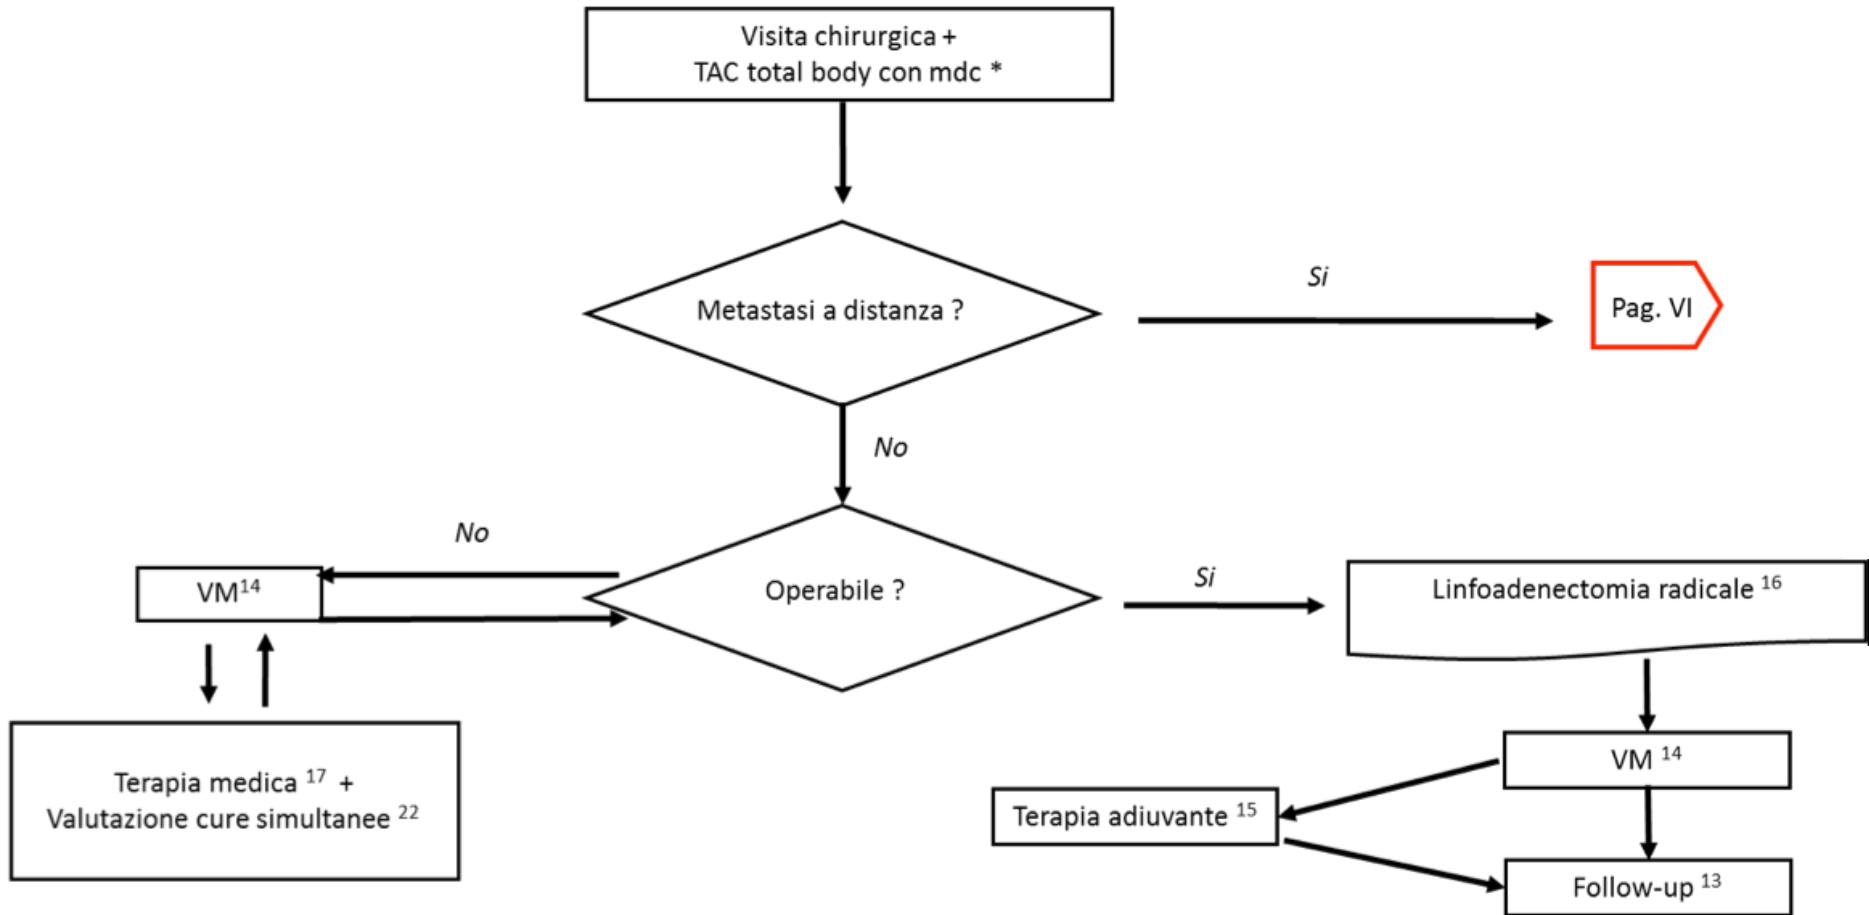 Visita chirurgica +
TAC total body con mdc *
Metastasi a distanza ?
Si
Pag. VI
No
No
VM14
Operabile ?
Si
Linfoadenectomia radicale 16
Terapia medica 17 +
Valutazione cure simultanee 22
VM 14
Terapia adiuvante 15
Follow-up 13